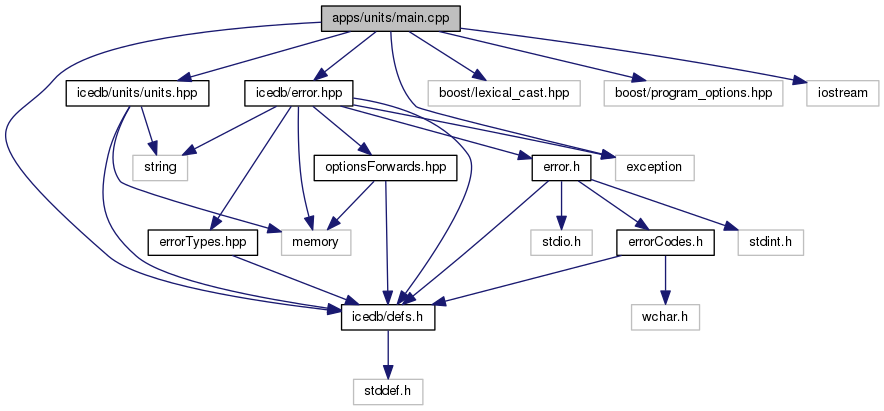 apps/units/main.cpp
icedb/units/units.hpp
icedb/error.hpp
boost/lexical_cast.hpp
boost/program_options.hpp
iostream
string
optionsForwards.hpp
error.h
exception
errorTypes.hpp
memory
stdio.h
errorCodes.h
stdint.h
icedb/defs.h
wchar.h
stddef.h